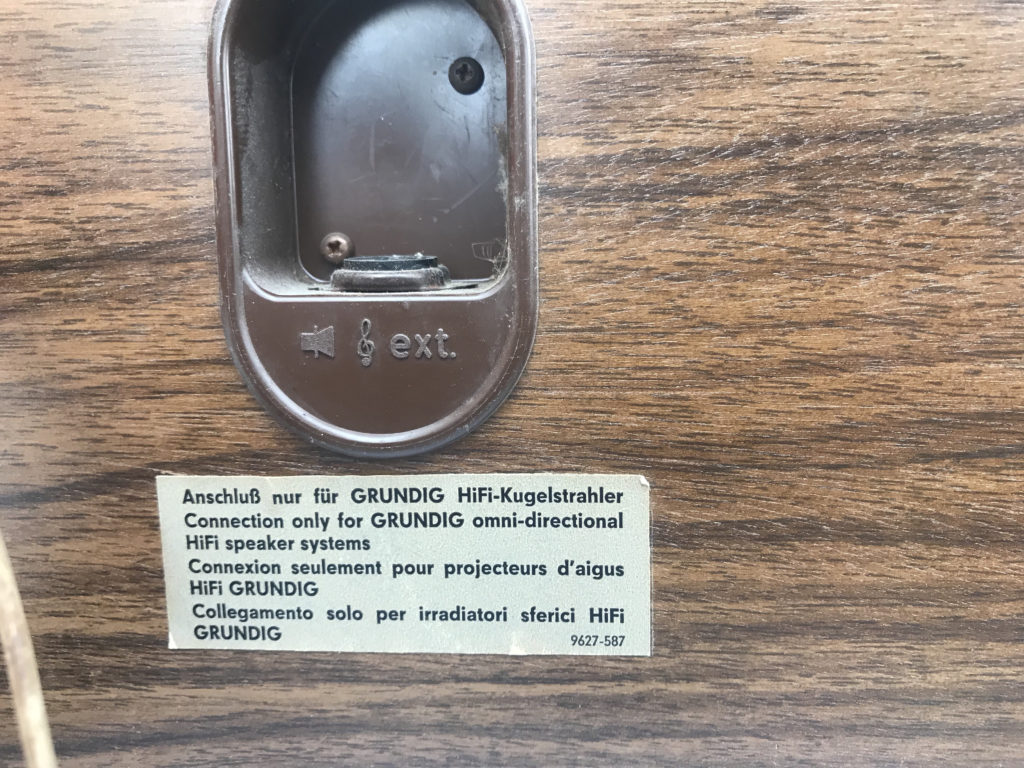 ext.
Anschluß nur für GRUNDIG HiFi-Kugelstrahler
Connection only for GRUNDIG omni-directional
HiFi speaker systems
Connexion seulement pour projecteurs d'aigus
HiFi GRUNDIG
Collegamento solo per irradiatori sferici HiFi
GRUNDIG
9627-587